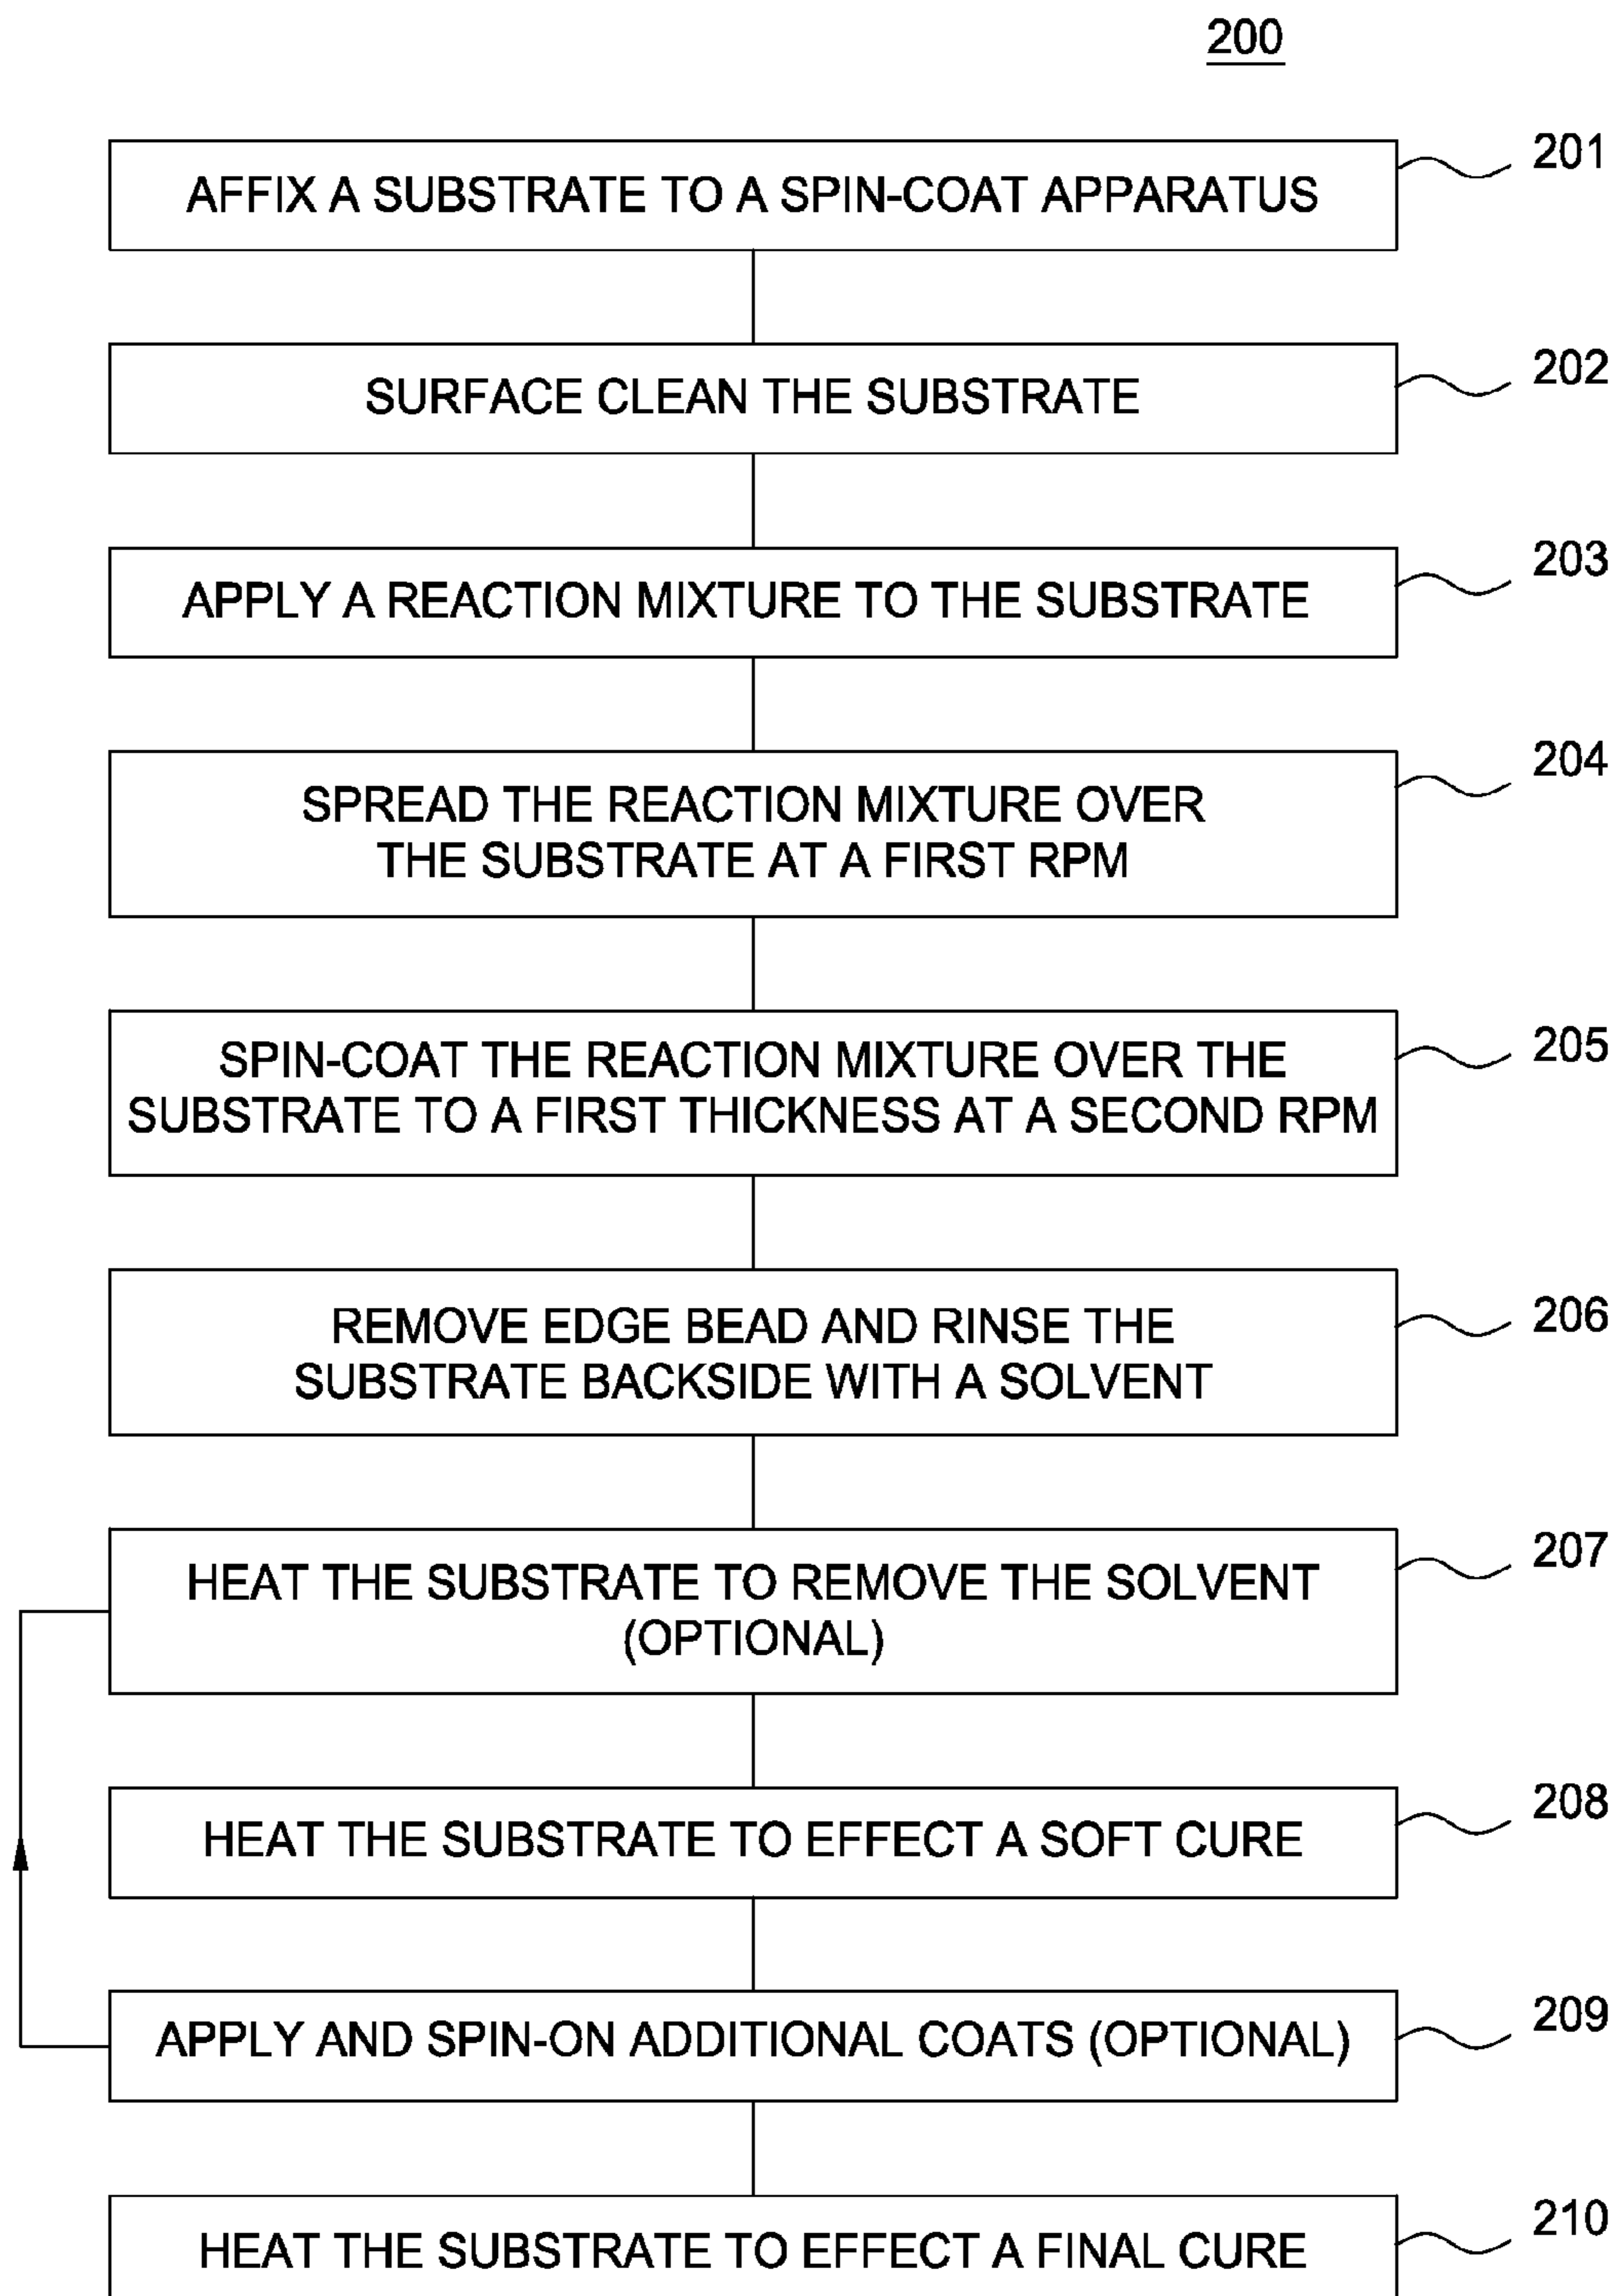 200
AFFIX A SUBSTRATE TO A SPIN-COAT APPARATUS
201
SURFACE CLEAN THE SUBSTRATE
202
APPLY A REACTION MIXTURE TO THE SUBSTRATE
203
SPREAD THE REACTION MIXTURE OVER
THE SUBSTRATE AT A FIRST RPM
204
SPIN-COAT THE REACTION MIXTURE OVER THE
SUBSTRATE TO A FIRST THICKNESS AT A SECOND RPM
205
REMOVE EDGE BEAD AND RINSE THE
SUBSTRATE BACKSIDE WITH A SOLVENT
206
HEAT THE SUBSTRATE TO REMOVE THE SOLVENT
(OPTIONAL)
207
HEAT THE SUBSTRATE TO EFFECT A SOFT CURE
208
APPLY AND SPIN-ON ADDITIONAL COATS (OPTIONAL)
209
HEAT THE SUBSTRATE TO EFFECT A FINAL CURE
210